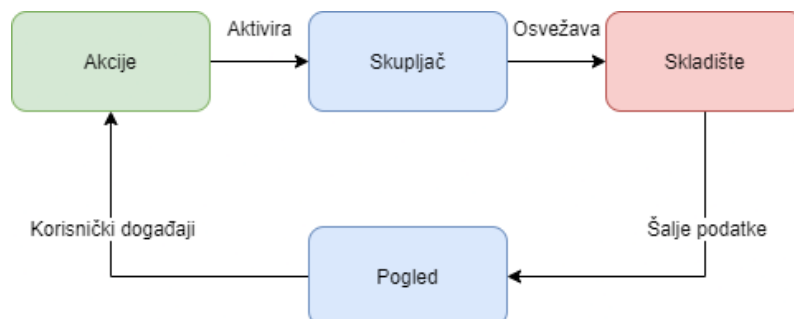 Aktivira
Osvežava
Akcije
Skupljač
Skladište
Korisnički događaji
Šalje podatke
Pogled